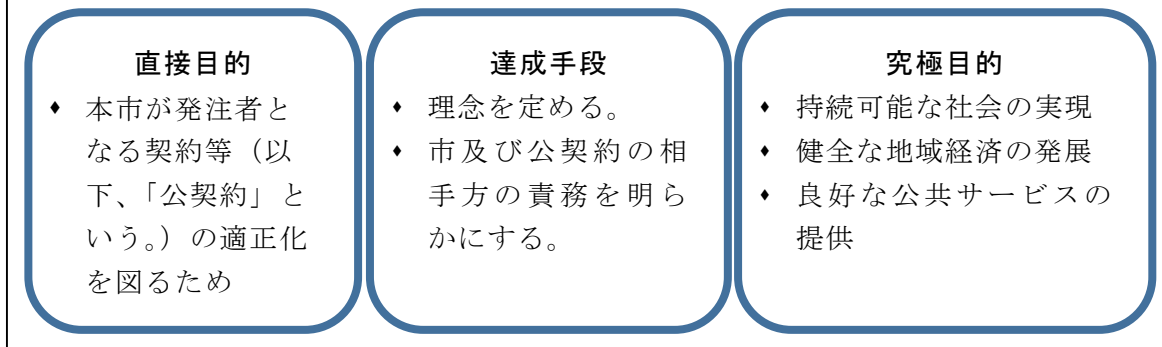 直接目的
♦ 本市が発注者と
なる契約等（以
下、「公契約」と
いう。）の適正化
を図るため
達成手段
♦ 理念を定める。
♦ 市及び公契約の相
手方の責務を明ら
かにする。
究極目的
♦ 持続可能な社会の実現
♦ 健全な地域経済の発展
♦ 良好な公共サービスの
提供